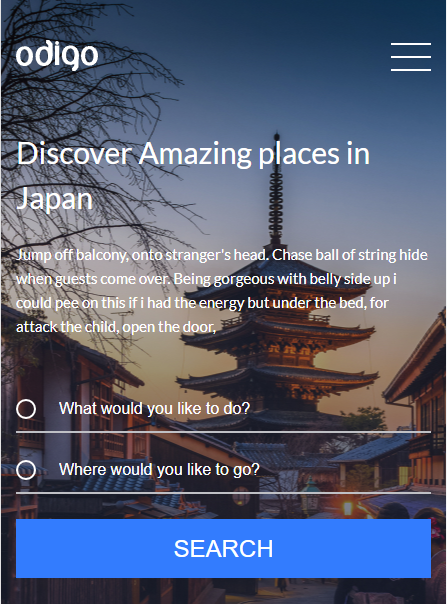 odigo
Discover Amazing places in
Japan
Jump off balcony, onto stranger's head. Chase ball of string hide
when guests come over. Being gorgeous with belly side up i
could pee on this if i had the energy but under the bed, for
attack the child, open the door,
What would you like to do?
Where would you like to go?
SEARCH